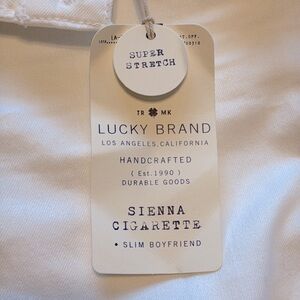 SUPER
STRETCH
TR MK
LUCKY BRAND
LOS ANGELES, CALIFORNIA
HANDCRAFTED
( Est. 1990 )
DURABLE GOODS
SIENNA
CIGARETTE
• SLIM BOYFRIEND